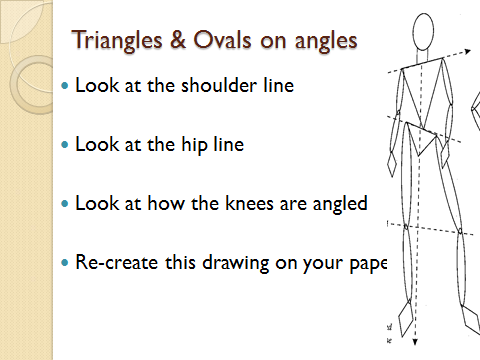 Triangles & Ovals on angles
Look at the shoulder line
Look at the hip line
Look at how the knees are angled
Re-create this drawing on your pape